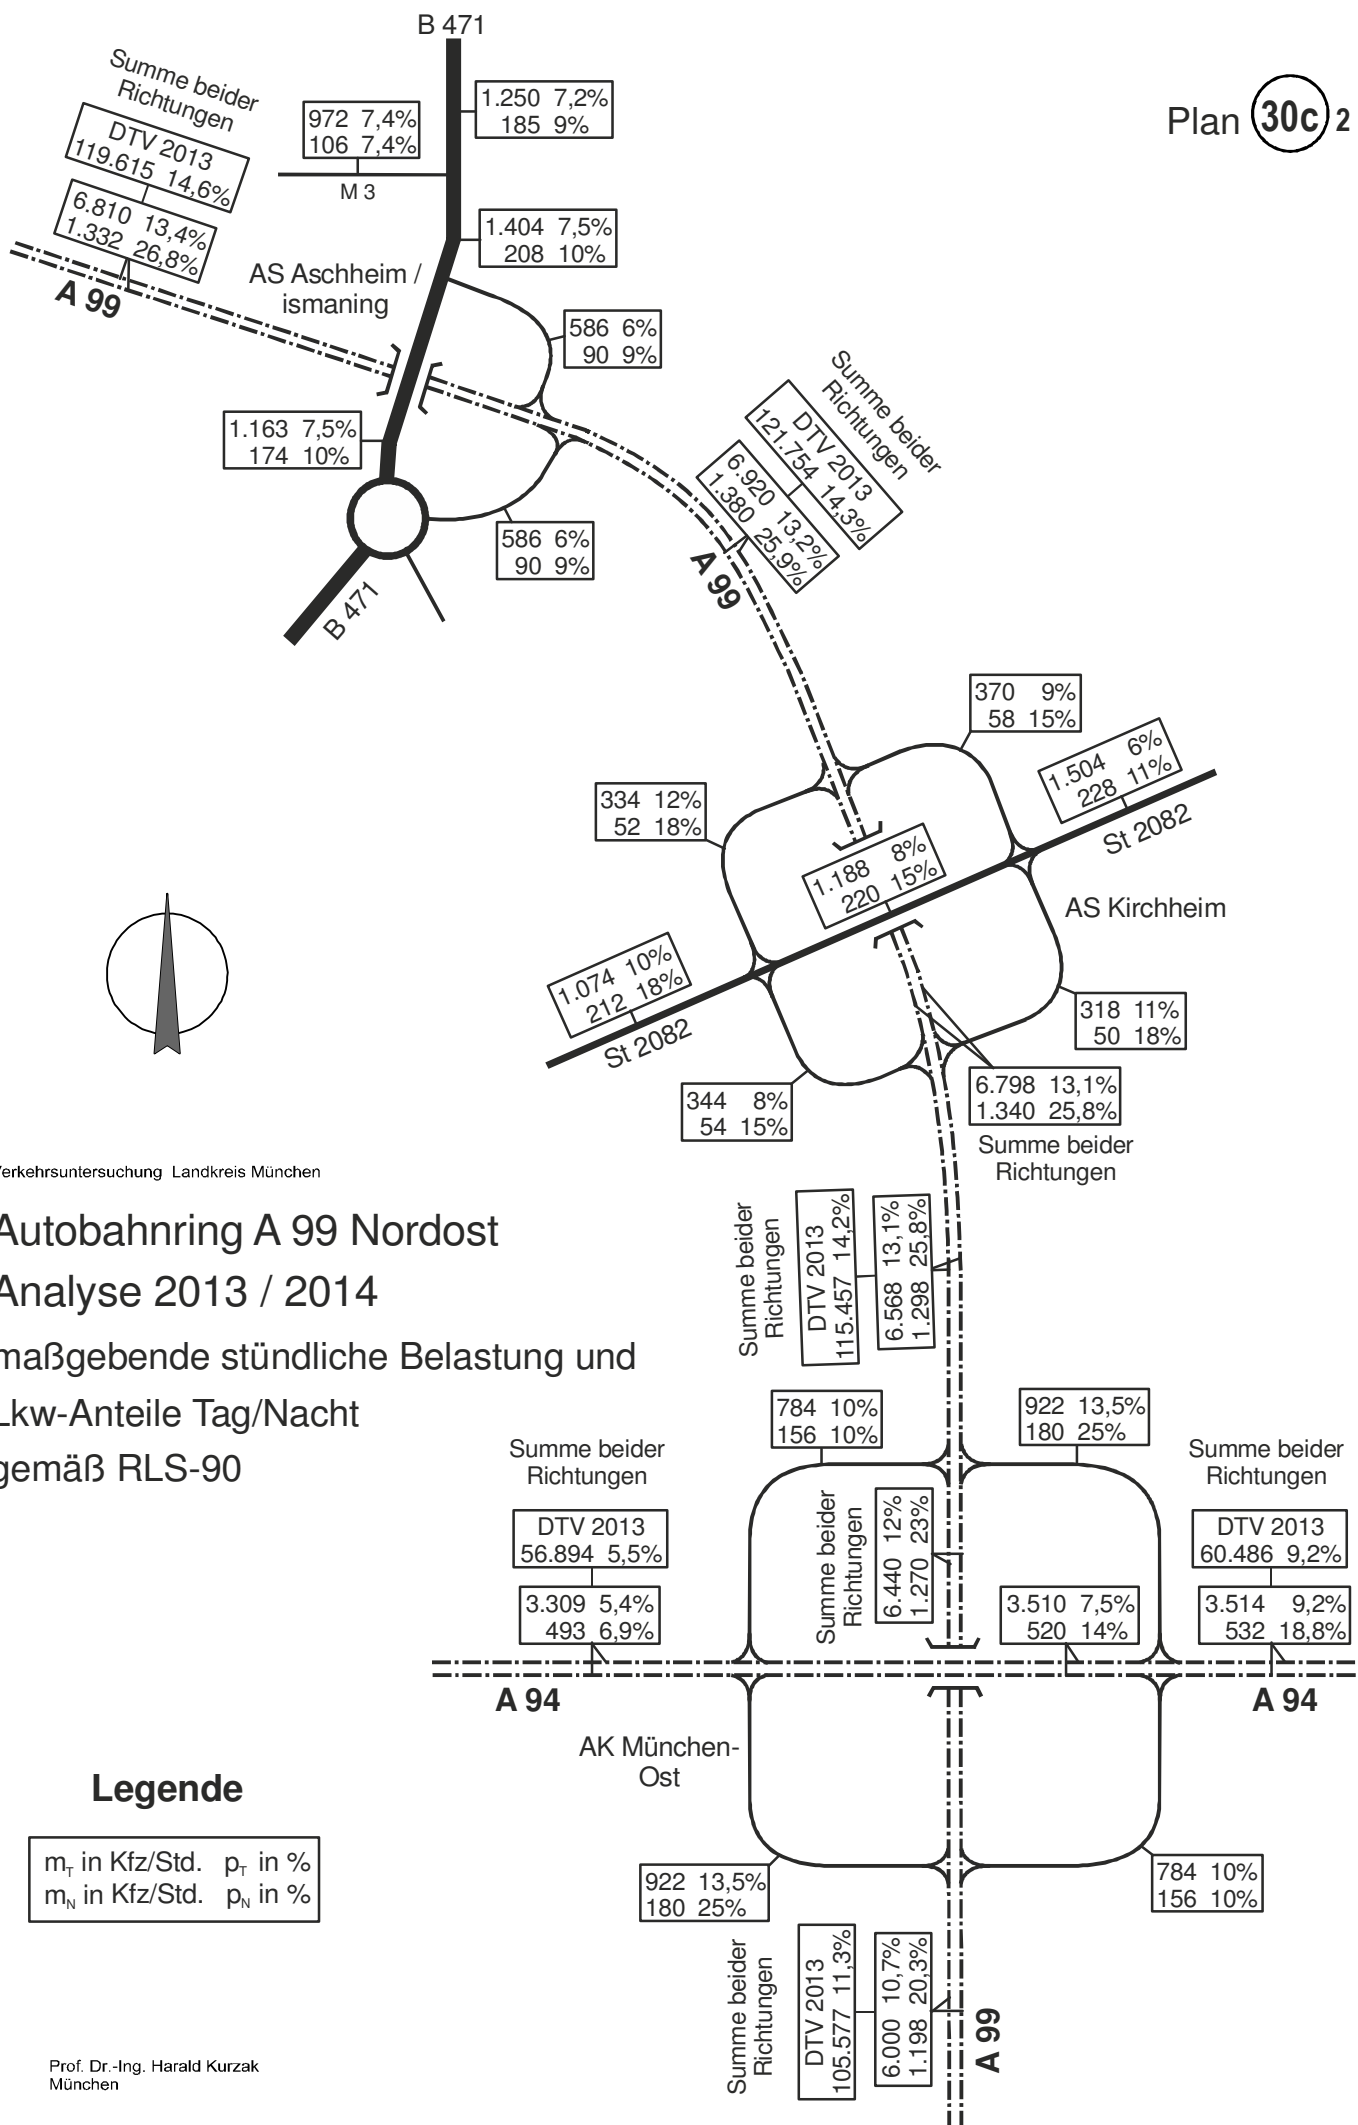 B 471
Plan 30c 2
Summe beider
Richtungen
DTV 2013
119.615 14,6%
6.810 13,4%
1.332 26,8%
A 99
972 7,4%
106 7,4%
M 3
1.250 7,2%
185 9%
1.404 7,5%
208 10%
AS Aschheim /
ismaning
586 6%
90 9%
1.163 7,5%
174 10%
586 6%
90 9%
B 471
Summe beider
Richtungen
DTV 2013
121.754 14,3%
6.920 13,2%
1.380 25,9%
A 99
370 9%
58 15%
1.504 6%
228 11%
St 2082
334 12%
52 18%
1.188 8%
220 15%
AS Kirchheim
1.074 10%
212 18%
St 2082
318 11%
50 18%
344 8%
54 15%
6.798 13,1%
1.340 25,8%
Summe beider
Richtungen
Verkehrsuntersuchung Landkreis München
Autobahnring A 99 Nordost
Analyse 2013 / 2014
maßgebende stündliche Belastung und
Lkw-Anteile Tag/Nacht
gemäß RLS-90
Summe beider
Richtungen
DTV 2013
115.457 14,2%
6.568 13,1%
1.298 25,8%
784 10%
156 10%
922 13,5%
180 25%
Summe beider
Richtungen
DTV 2013
56.894 5,5%
3.309 5,4%
493 6,9%
A 94
Summe beider
Richtungen
6.440 12%
1.270 23%
3.510 7,5%
520 14%
Summe beider
Richtungen
DTV 2013
60.486 9,2%
3.514 9,2%
532 18,8%
A 94
AK München-
Ost
922 13,5%
180 25%
784 10%
156 10%
Summe beider
Richtungen
DTV 2013
105.577 11,3%
6.000 10,7%
1.198 20,3%
A 99
Legende
m_T in Kfz/Std. p_T in %
m_N in Kfz/Std. p_N in %
Prof. Dr.-Ing. Harald Kurzak
München